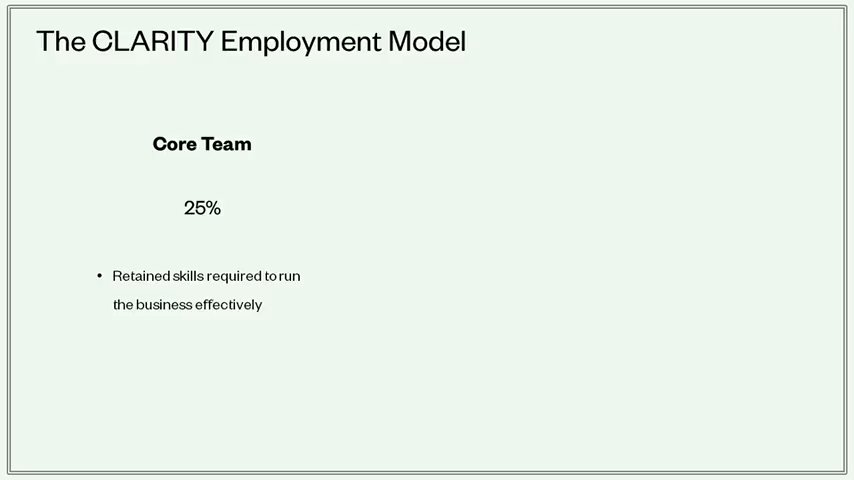 The CLARITY Employment Model
Core Team
25%
• Retained skills required to run
the business effectively